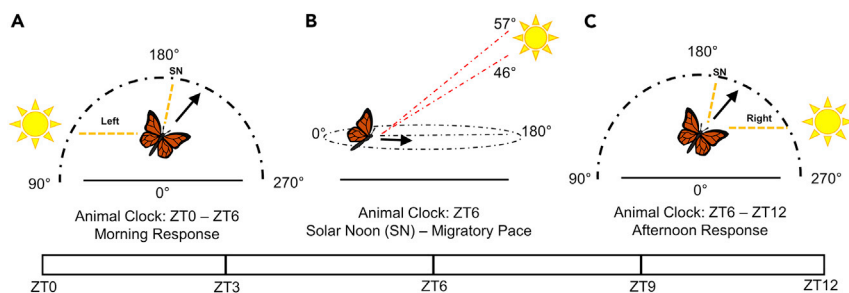 A
180°
SN
Left
90°
0°
270°
Animal Clock: ZT0 – ZT6
Morning Response
B
57°
46°
0°
180°
Animal Clock: ZT6
Solar Noon (SN) – Migratory Pace
C
180°
SN
Right
90°
0°
270°
Animal Clock: ZT6 – ZT12
Afternoon Response
ZT0 ZT3 ZT6 ZT9 ZT12